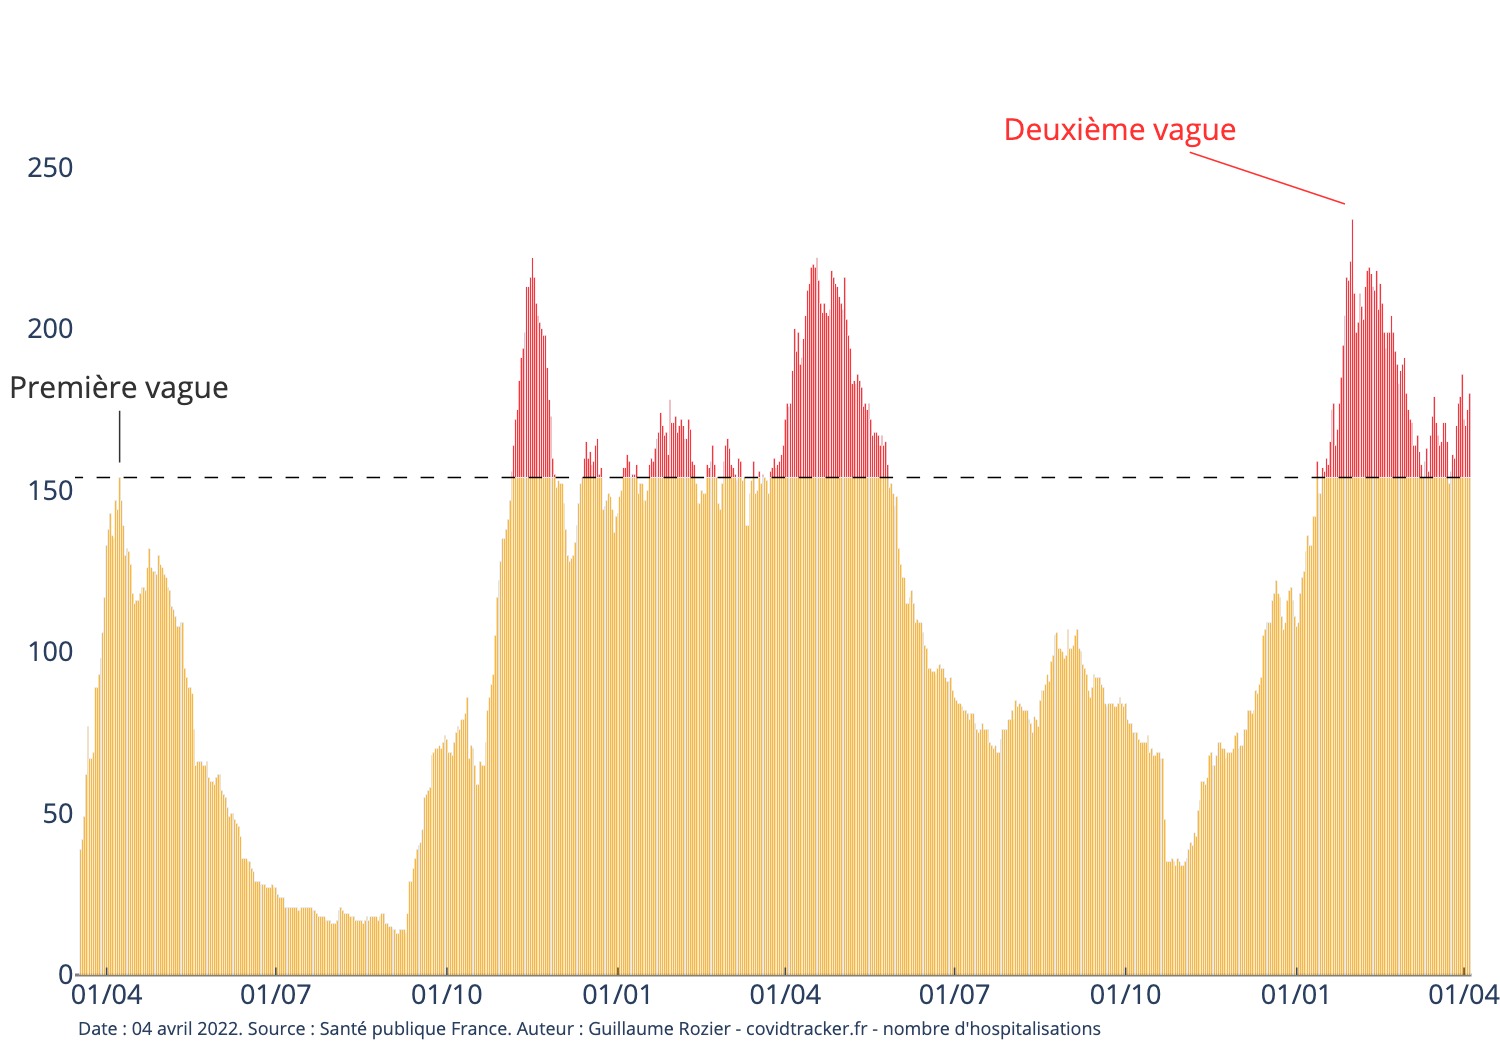 Deuxième vague
250
200
Première vague
150
100
50
0
01/04 01/07 01/10 01/01 01/04 01/07 01/10 01/01 01/04
Date : 04 avril 2022. Source : Santé publique France. Auteur : Guillaume Rozier - covidtracker.fr - nombre d'hospitalisations